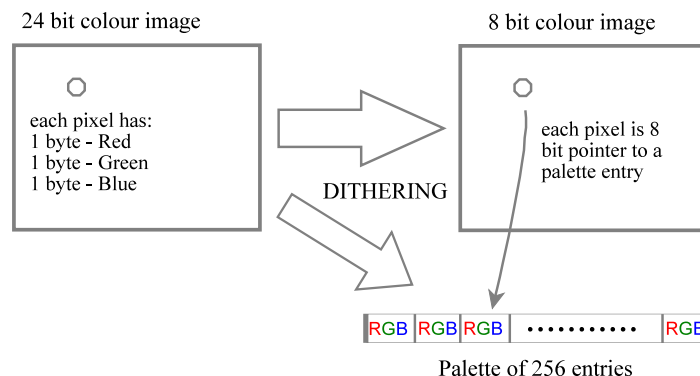 24 bit colour image
8 bit colour image
each pixel has:
1 byte - Red
1 byte - Green
1 byte - Blue
each pixel is 8
bit pointer to a
palette entry
DITHERING
RGB RGB RGB ........... RGB
Palette of 256 entries